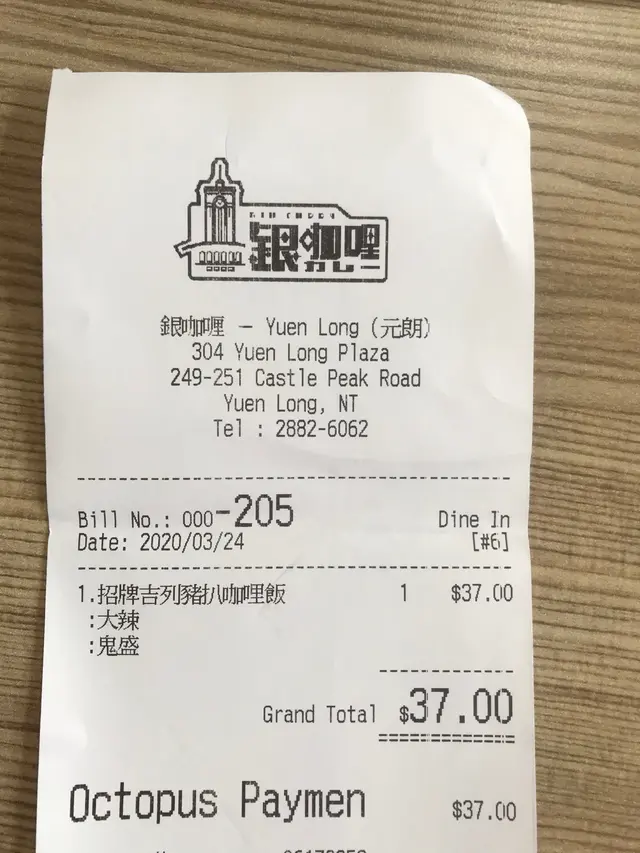 銀咖喱
カレー
銀咖喱 - Yuen Long (元朗)
304 Yuen Long Plaza
249-251 Castle Peak Road
Yuen Long, NT
Tel : 2882-6062
Bill No.: 000-205 Dine In
Date: 2020/03/24 [#6]
1.招牌吉列豬扒咖喱飯 1 $37.00
:大辣
:鬼盛
Grand Total $37.00
Octopus Paymen $37.00